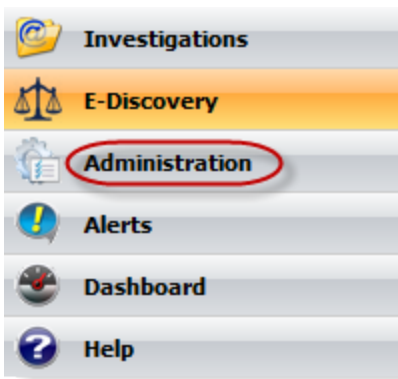 Investigations
E-Discovery
Administration
Alerts
Dashboard
Help